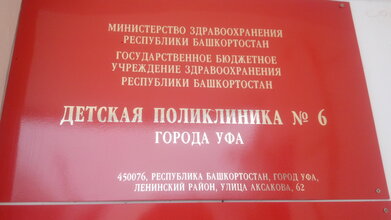 МИНИСТЕРСТВО ЗДРАВООХРАНЕНИЯ
РЕСПУБЛИКИ БАШКОРТОСТАН
ГОСУДАРСТВЕННОЕ БЮДЖЕТНОЕ
УЧРЕЖДЕНИЕ ЗДРАВООХРАНЕНИЯ
РЕСПУБЛИКИ БАШКОРТОСТАН
ДЕТСКАЯ ПОЛИКЛИНИКА № 6
ГОРОДА УФА
450076, РЕСПУБЛИКА БАШКОРТОСТАН, ГОРОД УФА,
ЛЕНИНСКИЙ РАЙОН, УЛИЦА АКСАКОВА, 62